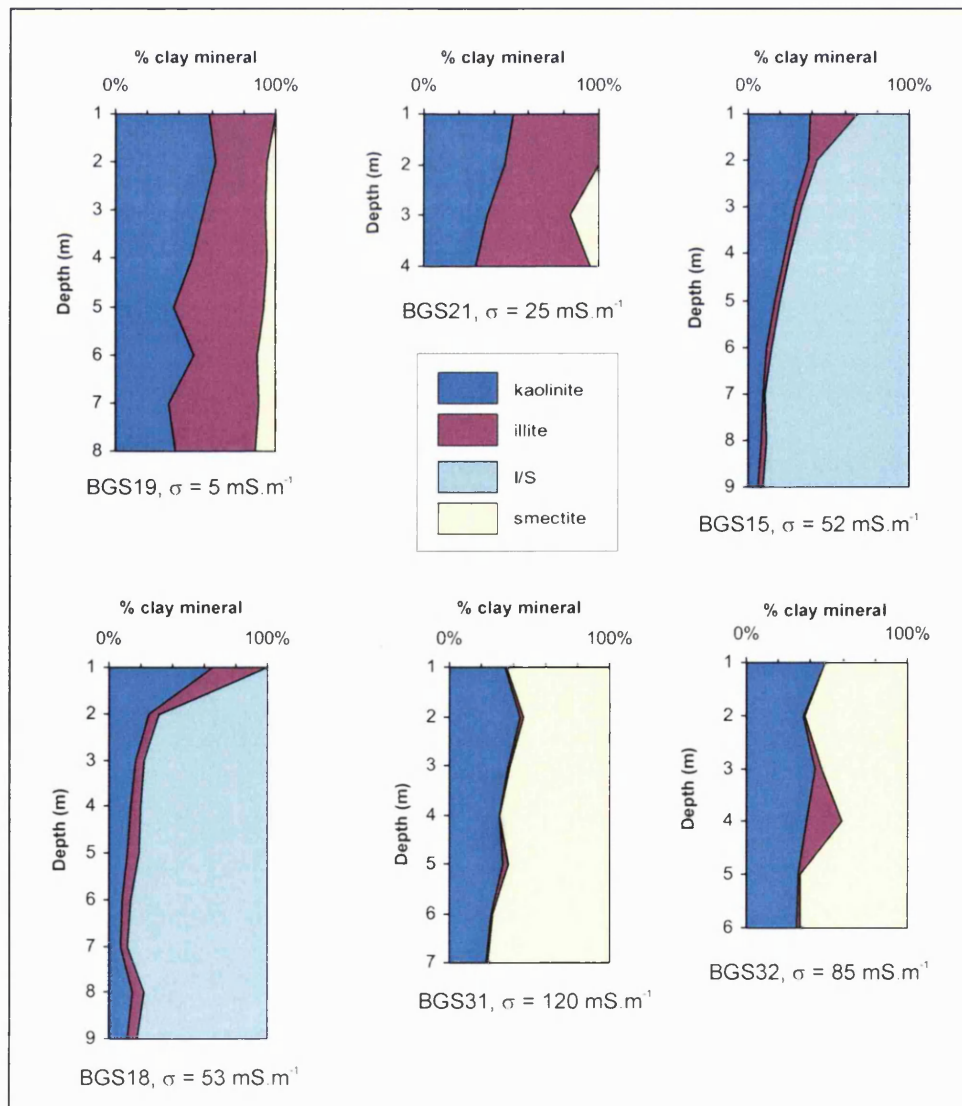 % clay mineral
0% 100%
Depth (m)
1
2
3
4
5
6
7
8
BGS19, σ = 5 mS.m⁻¹
% clay mineral
0% 100%
Depth (m)
1
2
3
4
BGS21, σ = 25 mS.m⁻¹
kaolinite
illite
I/S
smectite
% clay mineral
0% 100%
Depth (m)
1
2
3
4
5
6
7
8
9
BGS15, σ = 52 mS.m⁻¹
% clay mineral
0% 100%
Depth (m)
1
2
3
4
5
6
7
8
9
BGS18, σ = 53 mS.m⁻¹
% clay mineral
0% 100%
Depth (m)
1
2
3
4
5
6
7
BGS31, σ = 120 mS.m⁻¹
% clay mineral
0% 100%
Depth (m)
1
2
3
4
5
6
BGS32, σ = 85 mS.m⁻¹